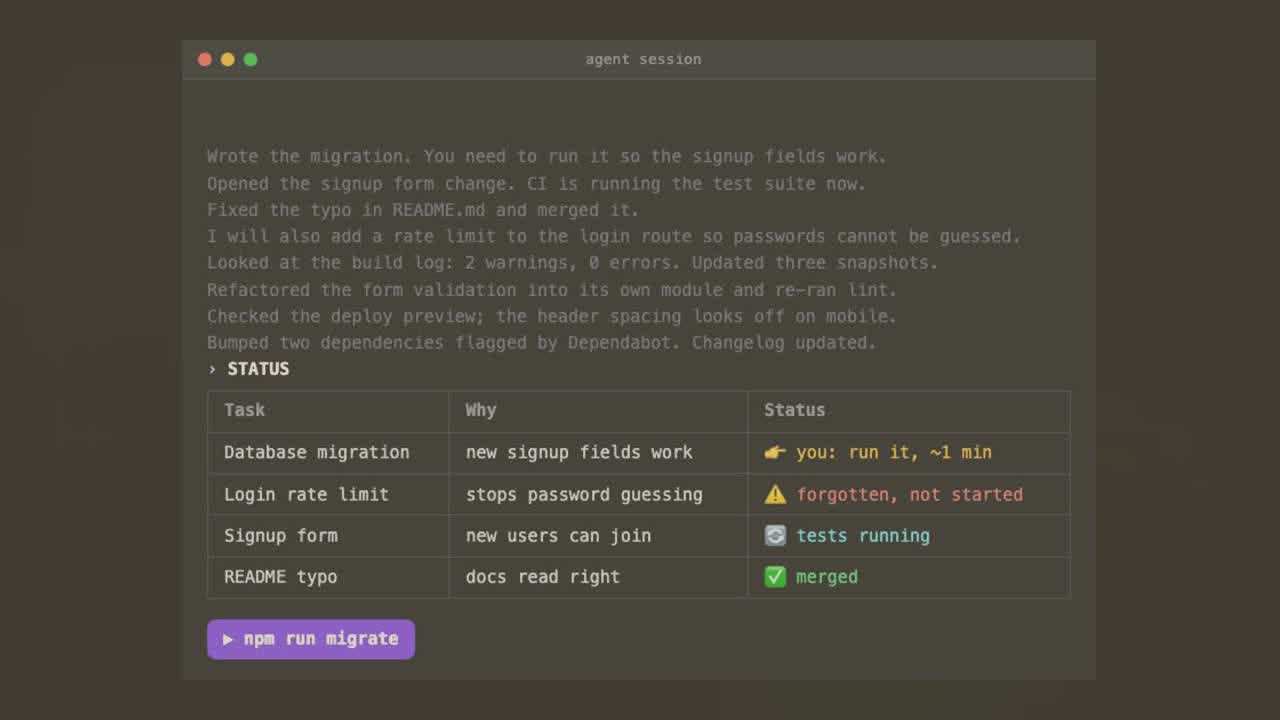 agent session
Wrote the migration. You need to run it so the signup fields work.
Opened the signup form change. CI is running the test suite now.
Fixed the typo in README.md and merged it.
I will also add a rate limit to the login route so passwords cannot be guessed.
Looked at the build log: 2 warnings, 0 errors. Updated three snapshots.
Refactored the form validation into its own module and re-ran lint.
Checked the deploy preview; the header spacing looks off on mobile.
Bumped two dependencies flagged by Dependabot. Changelog updated.
› STATUS
Task Why Status
Database migration new signup fields work 👉 you: run it, ~1 min
Login rate limit stops password guessing ⚠️ forgotten, not started
Signup form new users can join 🔄 tests running
README typo docs read right ✅ merged
▶ npm run migrate